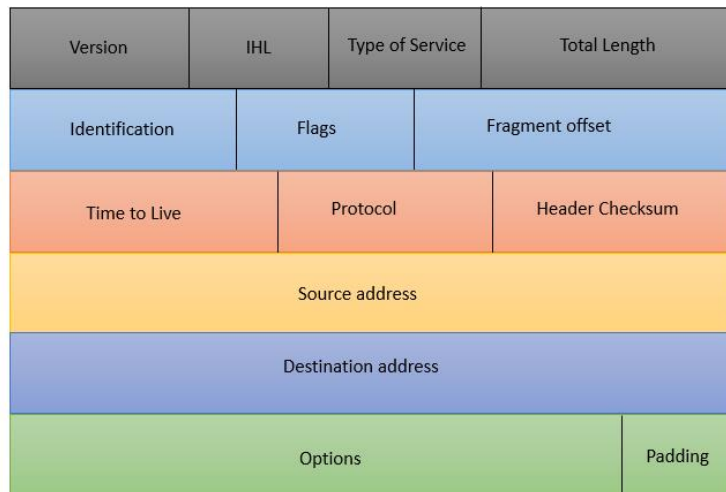 Version IHL Type of Service Total Length
Identification Flags Fragment offset
Time to Live Protocol Header Checksum
Source address
Destination address
Options Padding